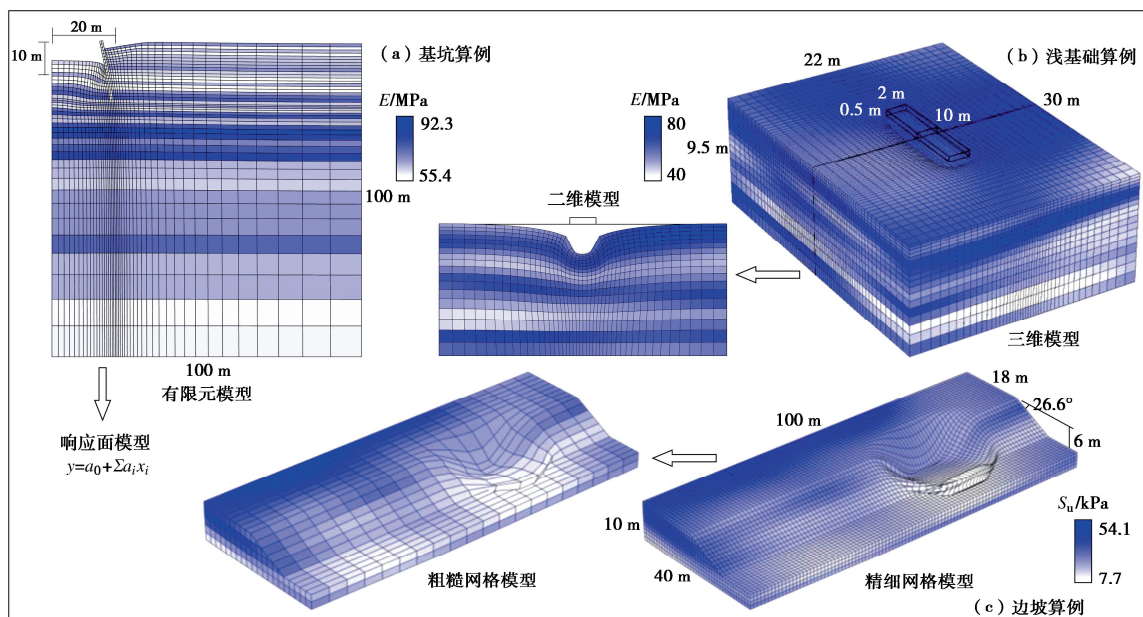 20 m
10 m
(a)基坑算例
E/MPa
92.3
55.4
100 m
100 m
有限元模型
响应面模型
y=a₀+Σaᵢxᵢ
(b)浅基础算例
22 m
30 m
2 m
0.5 m
10 m
E/MPa
80
40
9.5 m
二维模型
三维模型
18 m
26.6°
6 m
100 m
10 m
40 m
Sᵤ/kPa
54.1
7.7
粗糙网格模型
精细网格模型
(c)边坡算例